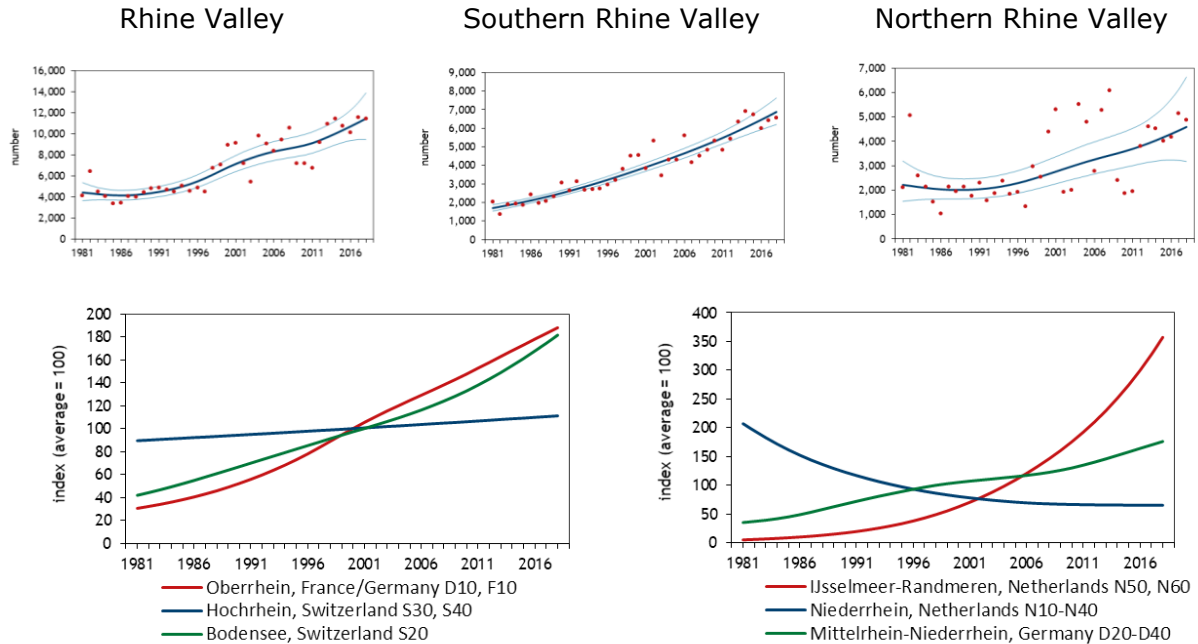 Rhine Valley
Southern Rhine Valley
Northern Rhine Valley
16,000
14,000
12,000
10,000
8,000
6,000
4,000
2,000
0
number
1981 1986 1991 1996 2001 2006 2011 2016
9,000
8,000
7,000
6,000
5,000
4,000
3,000
2,000
1,000
0
number
1981 1986 1991 1996 2001 2006 2011 2016
7,000
6,000
5,000
4,000
3,000
2,000
1,000
0
number
1981 1986 1991 1996 2001 2006 2011 2016
200
180
160
140
120
100
80
60
40
20
0
index (average = 100)
1981 1986 1991 1996 2001 2006 2011 2016
Oberrhein, France/Germany D10, F10
Hochrhein, Switzerland S30, S40
Bodensee, Switzerland S20
400
350
300
250
200
150
100
50
0
index (average = 100)
1981 1986 1991 1996 2001 2006 2011 2016
IJsselmeer-Randmeren, Netherlands N50, N60
Niederrhein, Netherlands N10-N40
Mittelrhein-Niederrhein, Germany D20-D40